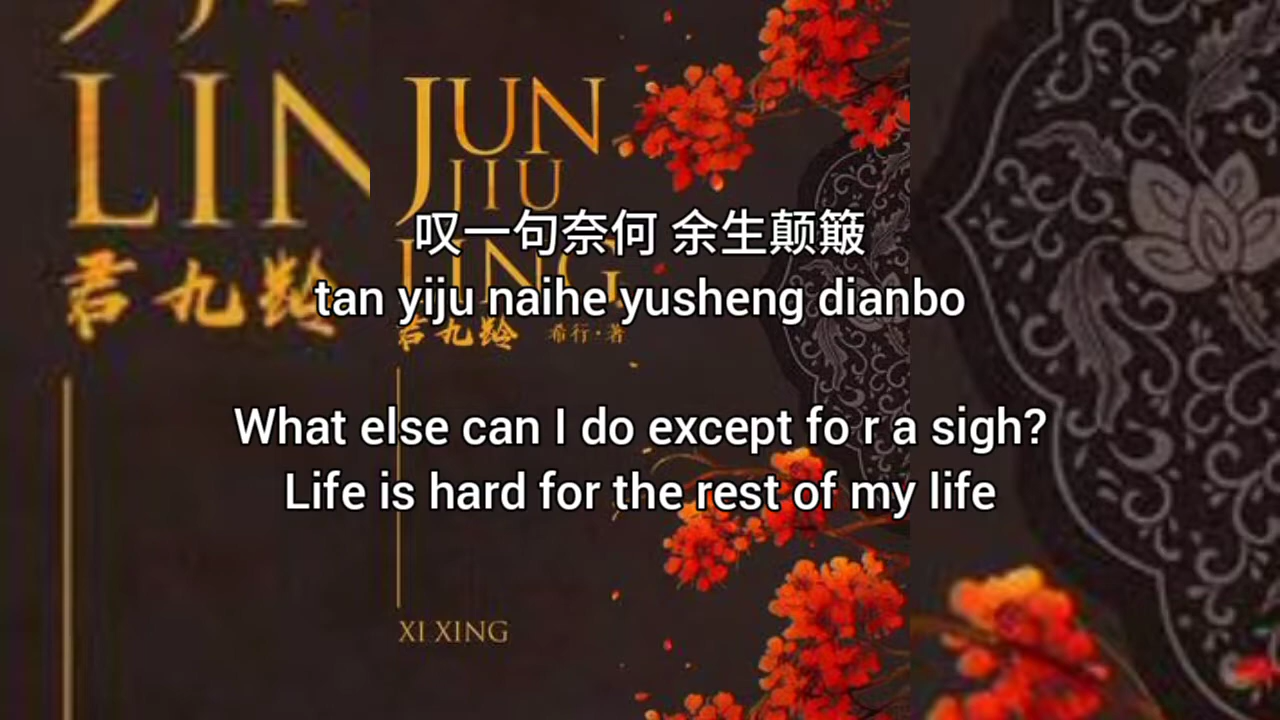 LIN
君九龄
JUN
JIU
LING
君九龄 希行·著
叹一句奈何 余生颠簸
tan yiju naihe yusheng dianbo
What else can I do except fo r a sigh?
Life is hard for the rest of my life
XI XING